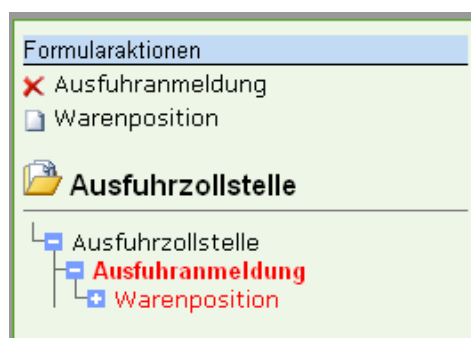 Formularaktionen
Ausfuhranmeldung
Warenposition
Ausfuhrzollstelle
Ausfuhrzollstelle
Ausfuhranmeldung
Warenposition